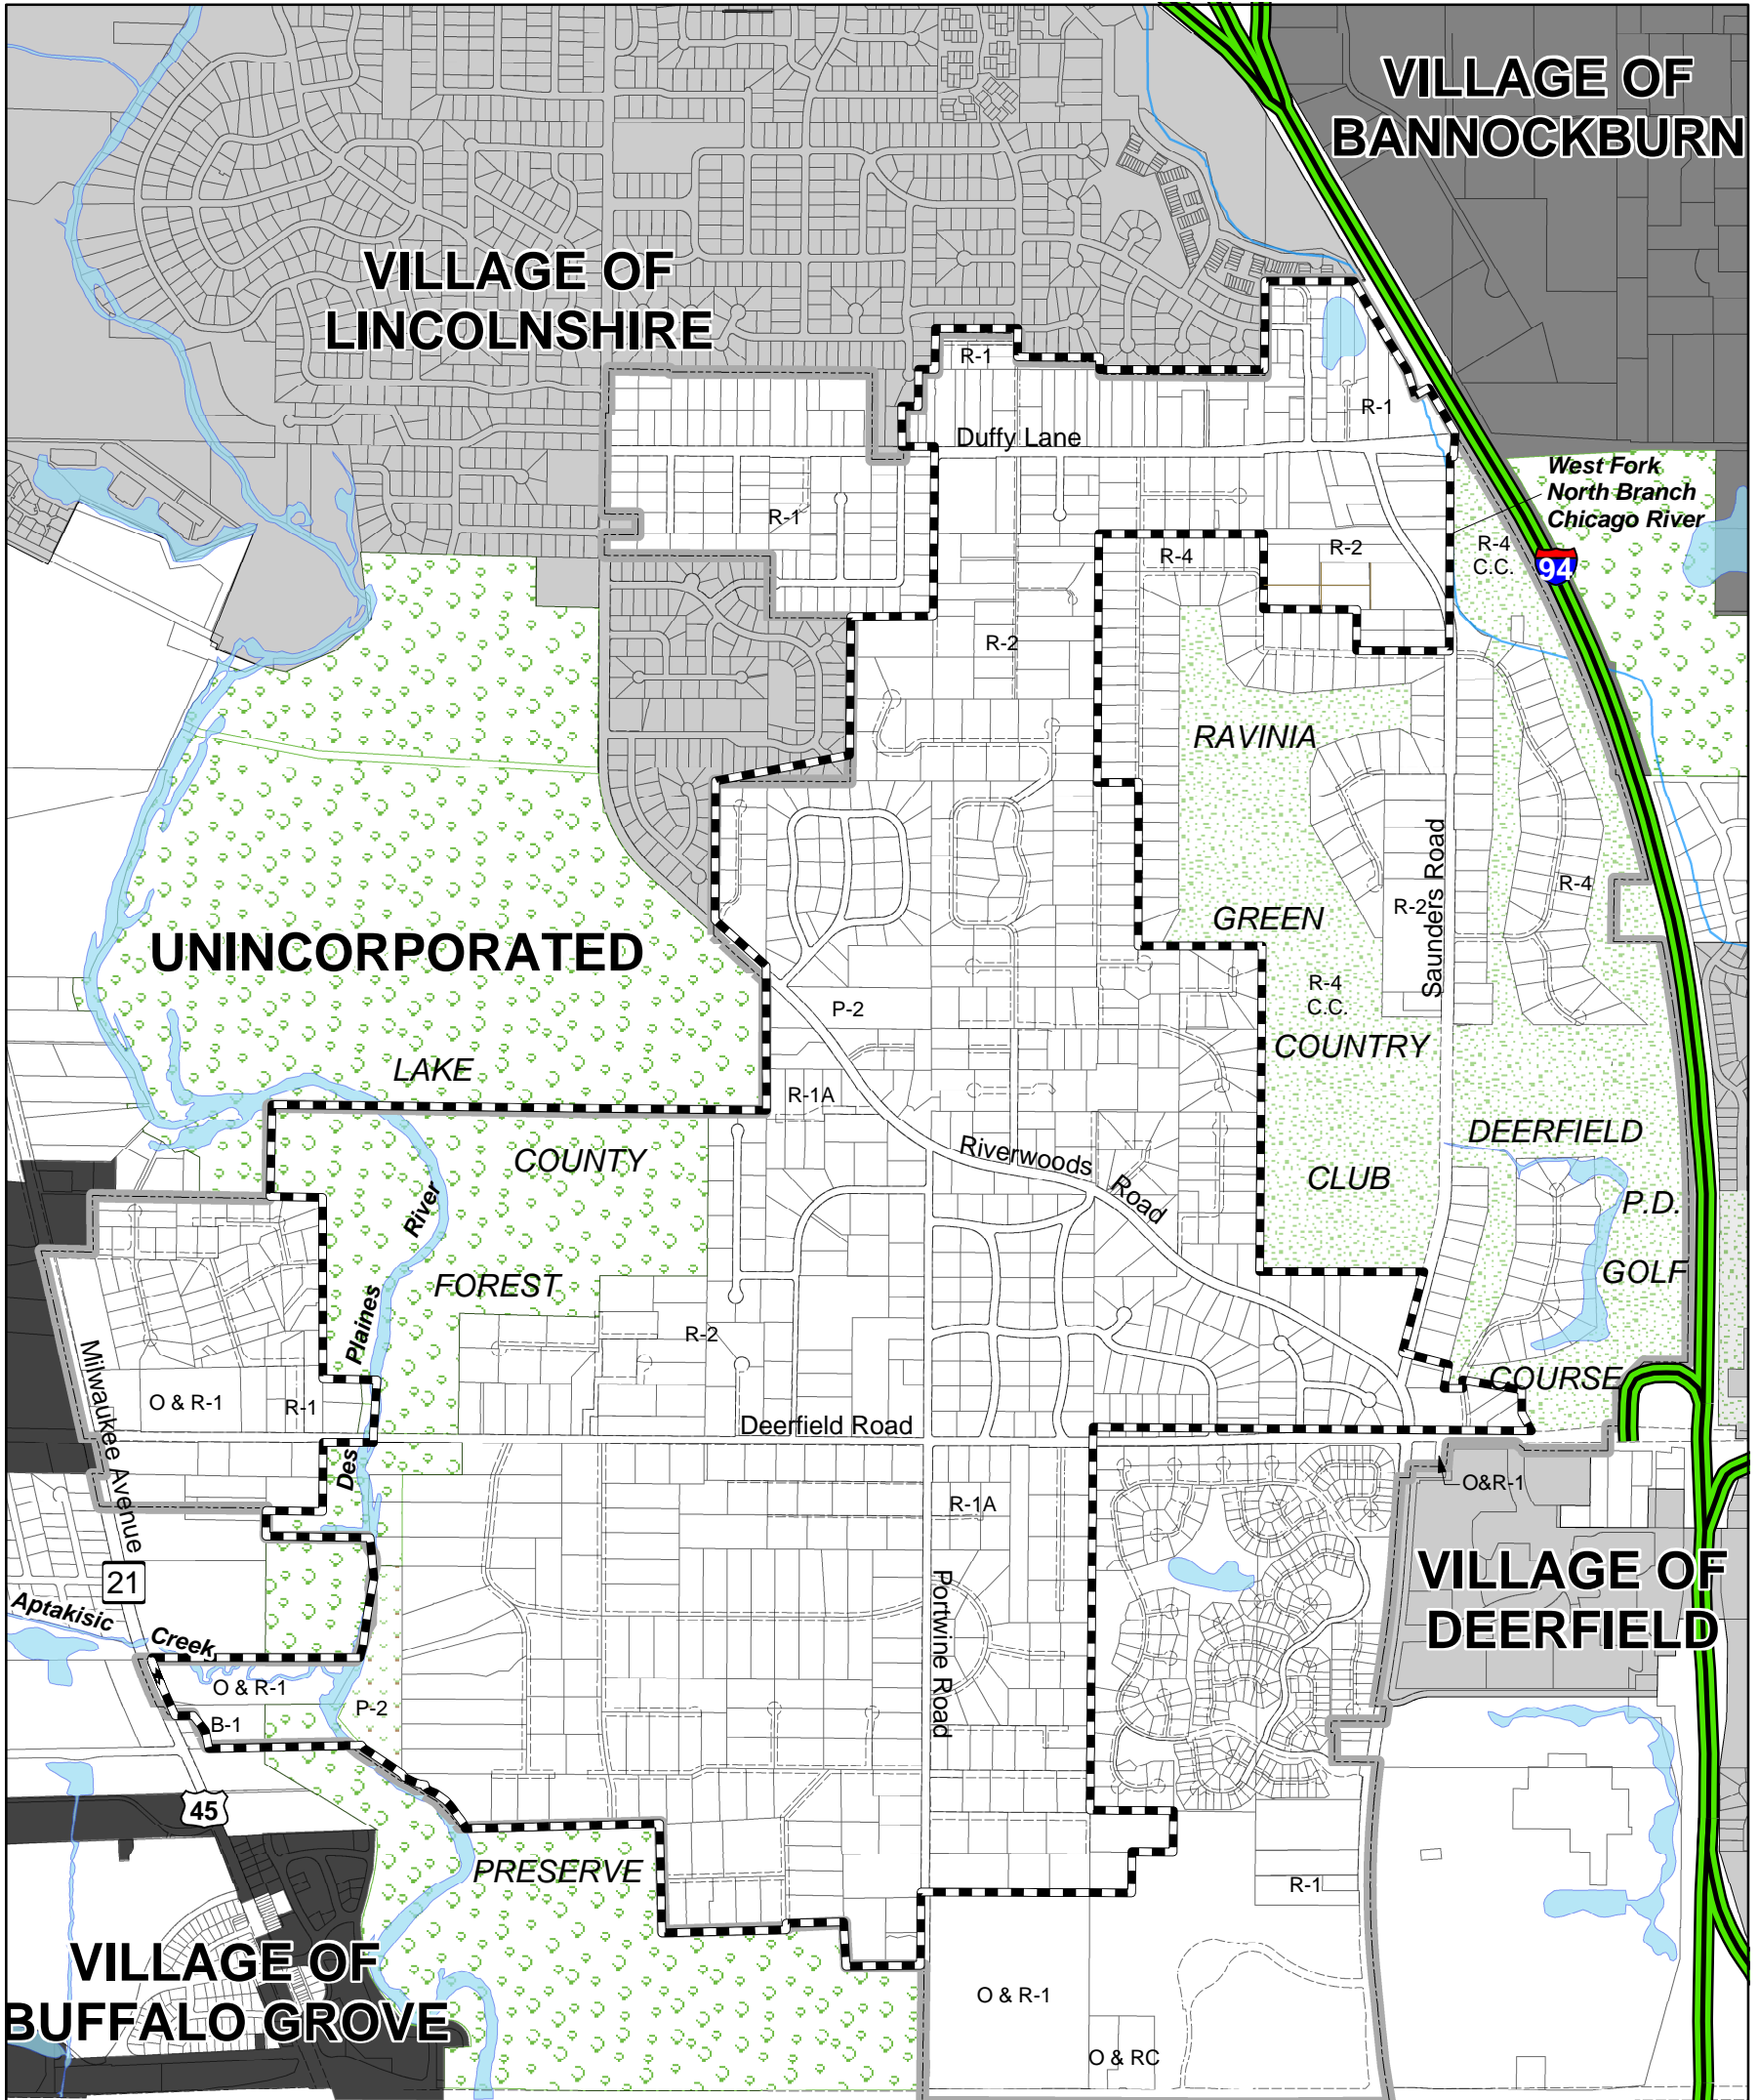 VILLAGE OF
BANNOCKBURN
VILLAGE OF
LINCOLNSHIRE
R-1
R-1
Duffy Lane
West Fork
North Branch
Chicago River
R-1
R-4
R-2
R-4
C.C.
94
R-2
RAVINIA
Saunders Road
R-4
R-2
GREEN
UNINCORPORATED
R-4
C.C.
P-2
COUNTRY
LAKE
R-1A
DEERFIELD
Riverwoods
Road
COUNTY
CLUB
River
P.D.
GOLF
FOREST
Plaines
R-2
Milwaukee Avenue
COURSE
O & R-1
R-1
Deerfield Road
Des
O&R-1
R-1A
21
VILLAGE OF
DEERFIELD
Aptakisic
Creek
Portwine Road
O & R-1
P-2
B-1
45
PRESERVE
R-1
VILLAGE OF
BUFFALO GROVE
O & R-1
O & RC